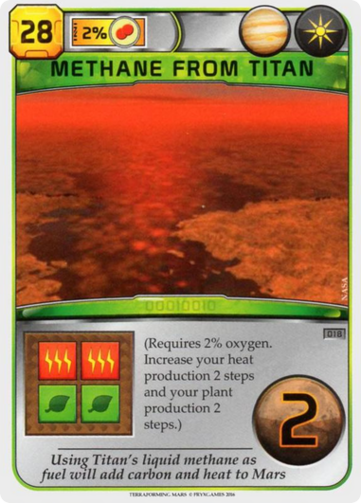 28
2%
METHANE FROM TITAN
NASA
00010010
018
(Requires 2% oxygen.
Increase your heat
production 2 steps
and your plant
production 2
steps.)
2
Using Titan's liquid methane as
fuel will add carbon and heat to Mars
TERRAFORMING MARS © FRYXGAMES 2016